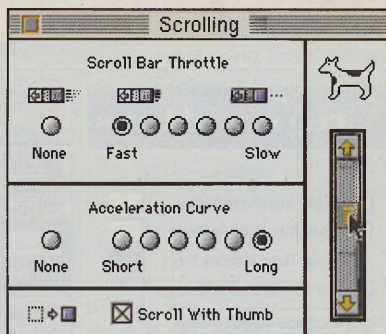 Scrolling
Scroll Bar Throttle
None Fast Slow
Acceleration Curve
None Short Long
Scroll With Thumb